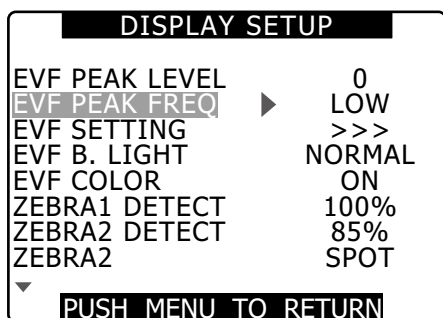 DISPLAY SETUP
EVF PEAK LEVEL 0
EVF PEAK FREQ LOW
EVF SETTING >>>
EVF B. LIGHT NORMAL
EVF COLOR ON
ZEBRA1 DETECT 100%
ZEBRA2 DETECT 85%
ZEBRA2 SPOT
PUSH MENU TO RETURN